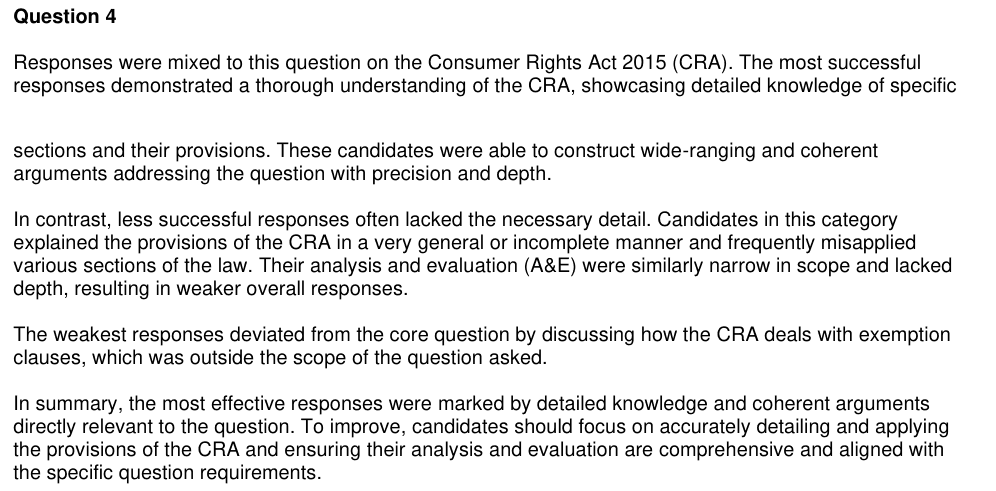 Question 4
Responses were mixed to this question on the Consumer Rights Act 2015 (CRA). The most successful
responses demonstrated a thorough understanding of the CRA, showcasing detailed knowledge of specific
sections and their provisions. These candidates were able to construct wide-ranging and coherent
arguments addressing the question with precision and depth.
In contrast, less successful responses often lacked the necessary detail. Candidates in this category
explained the provisions of the CRA in a very general or incomplete manner and frequently misapplied
various sections of the law. Their analysis and evaluation (A&E) were similarly narrow in scope and lacked
depth, resulting in weaker overall responses.
The weakest responses deviated from the core question by discussing how the CRA deals with exemption
clauses, which was outside the scope of the question asked.
In summary, the most effective responses were marked by detailed knowledge and coherent arguments
directly relevant to the question. To improve, candidates should focus on accurately detailing and applying
the provisions of the CRA and ensuring their analysis and evaluation are comprehensive and aligned with
the specific question requirements.